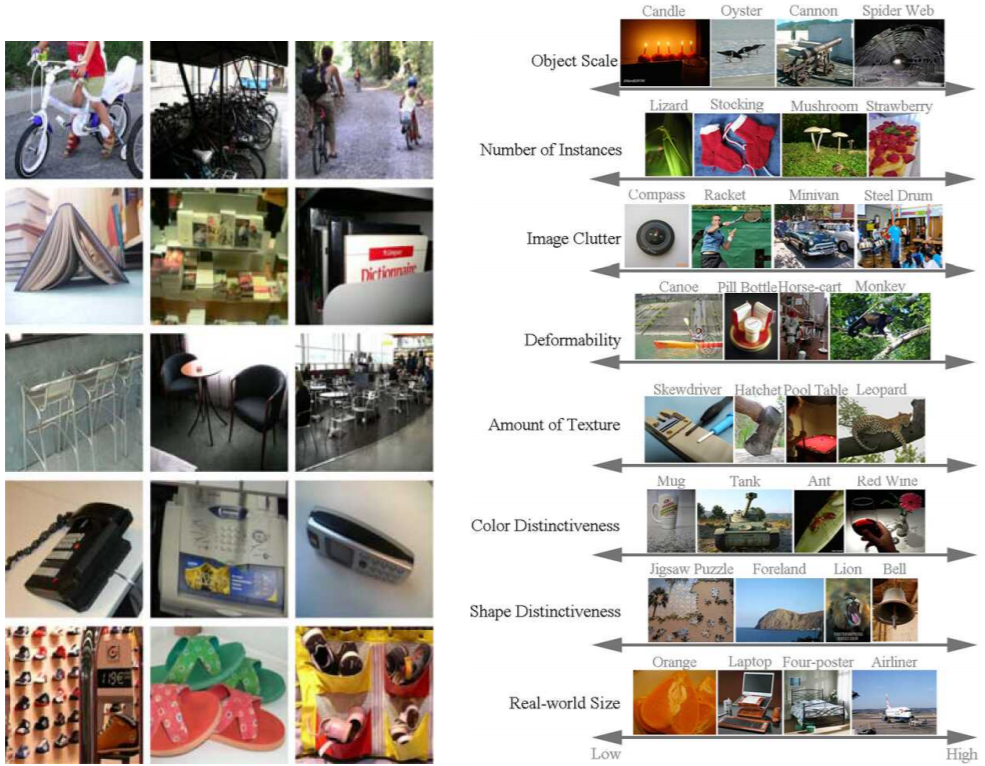 Candle Oyster Cannon Spider Web
Object Scale
Lizard Stocking Mushroom Strawberry
Number of Instances
Compass Racket Minivan Steel Drum
Image Clutter
Canoe Pill Bottle Horse-cart Monkey
Deformability
Skewdriver Hatchet Pool Table Leopard
Amount of Texture
Mug Tank Ant Red Wine
Color Distinctiveness
Jigsaw Puzzle Foreland Lion Bell
Shape Distinctiveness
Orange Laptop Four-poster Airliner
Real-world Size
Low High
Dictionnaire
119€